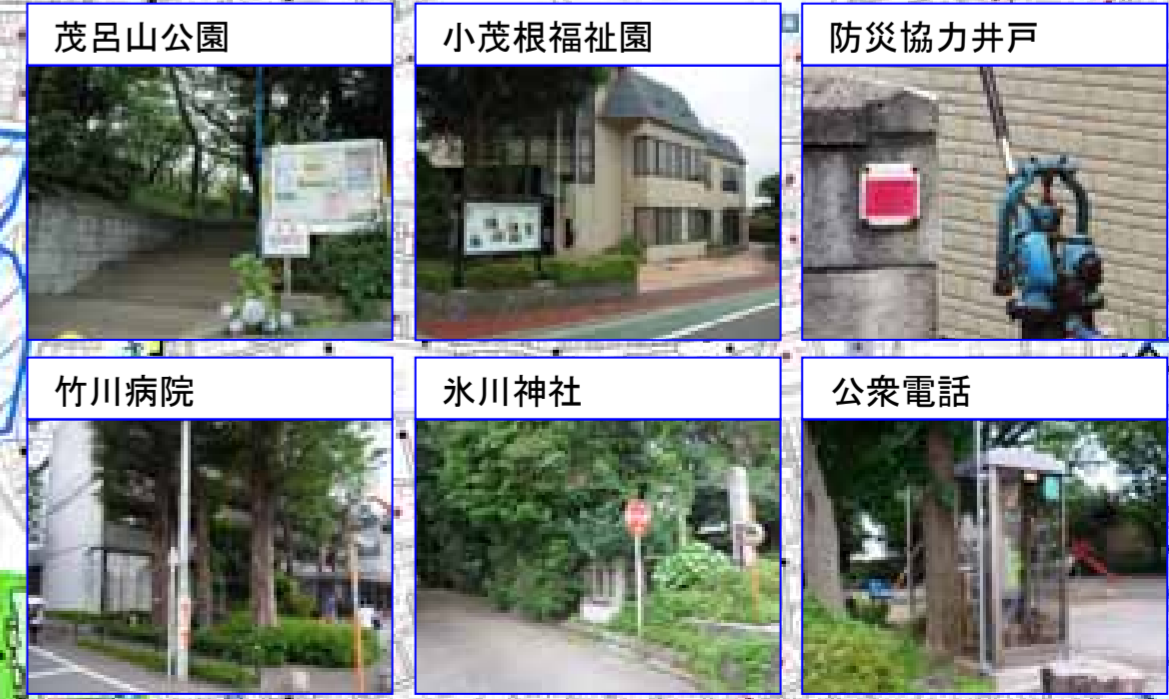 茂呂山公園
小茂根福祉園
防災協力井戸
竹川病院
氷川神社
公衆電話